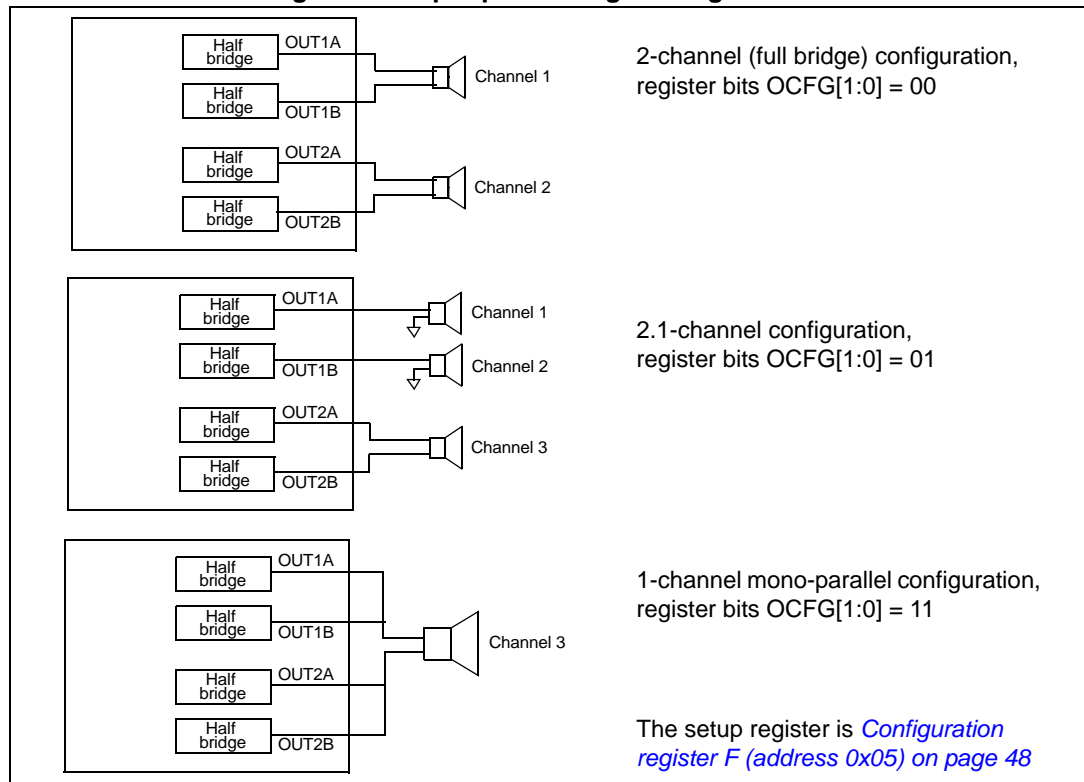 Half
bridge
OUT1A
Half
bridge
OUT1B
Channel 1
Half
bridge
OUT2A
Half
bridge
OUT2B
Channel 2
2-channel (full bridge) configuration,
register bits OCFG[1:0] = 00
Half
bridge
OUT1A
Channel 1
Half
bridge
OUT1B
Channel 2
Half
bridge
OUT2A
Half
bridge
OUT2B
Channel 3
2.1-channel configuration,
register bits OCFG[1:0] = 01
Half
bridge
OUT1A
Half
bridge
OUT1B
Half
bridge
OUT2A
Half
bridge
OUT2B
Channel 3
1-channel mono-parallel configuration,
register bits OCFG[1:0] = 11
The setup register is Configuration
register F (address 0x05) on page 48